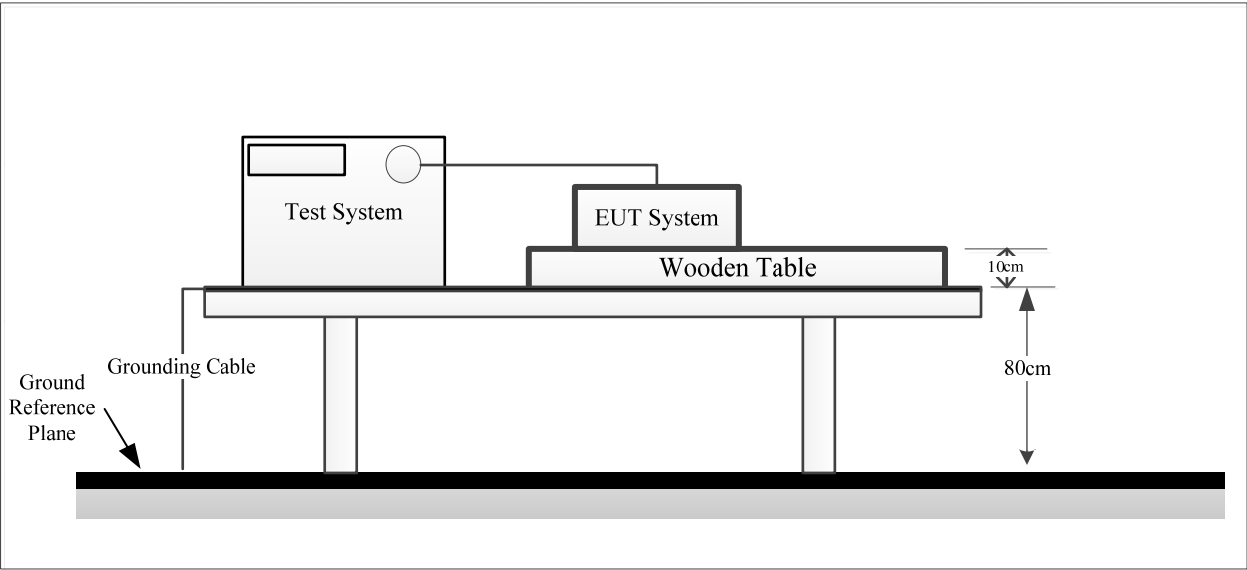 Test System
EUT System
Wooden Table
10cm
Grounding Cable
80cm
Ground
Reference
Plane